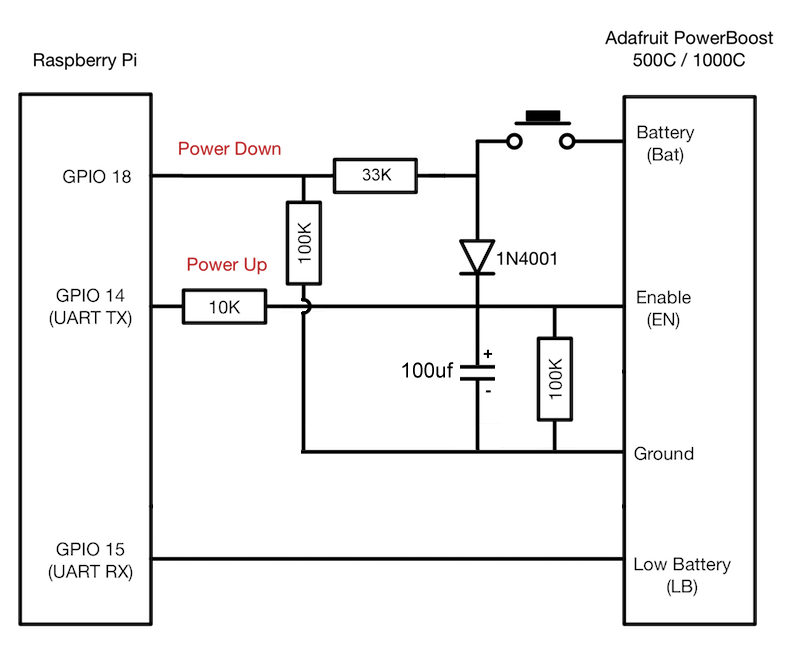 Adafruit PowerBoost
500C / 1000C
Raspberry Pi
Battery
(Bat)
Power Down
GPIO 18
33K
100K
1N4001
Power Up
GPIO 14
(UART TX)
10K
Enable
(EN)
+
100uf
-
100K
Ground
GPIO 15
(UART RX)
Low Battery
(LB)